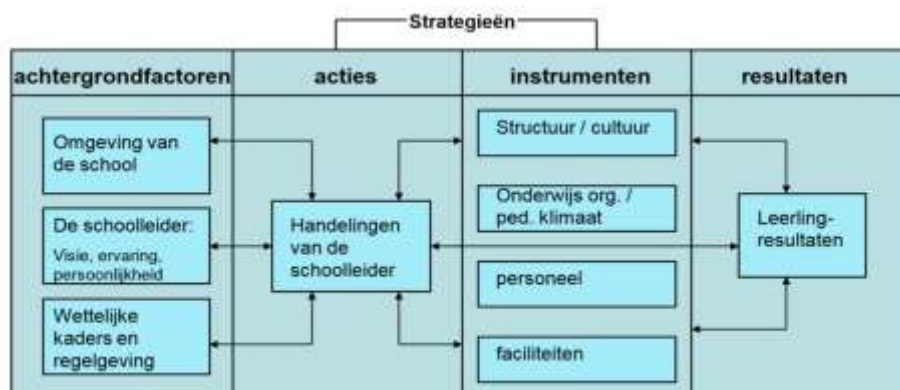 Strategieën
achtergrondfactoren
acties
instrumenten
resultaten
Omgeving van
de school
De schoolleider:
Visie, ervaring,
persoonlijkheid
Wettelijke
kaders en
regelgeving
Handelingen
van de
schoolleider
Structuur / cultuur
Onderwijs org. /
ped. klimaat
personeel
faciliteiten
Leerling-
resultaten